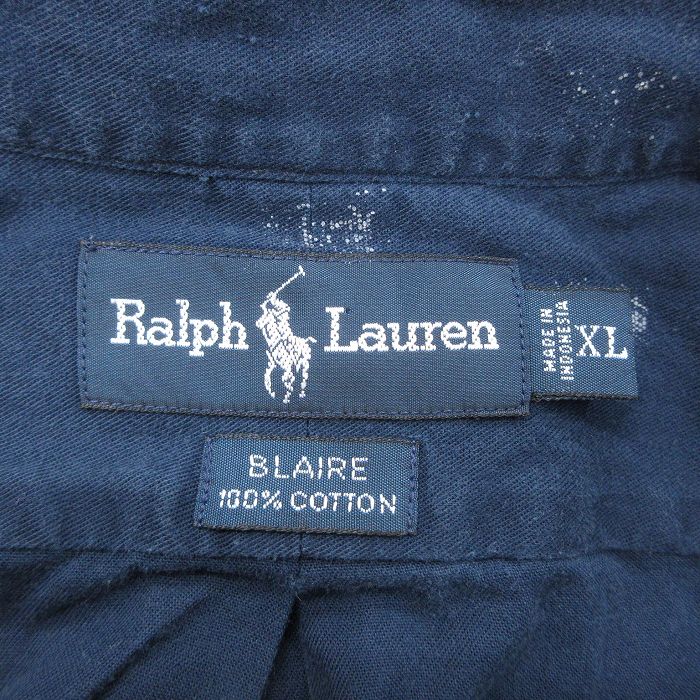 Ralph Lauren
MADE IN
INDONESIA
XL
BLAIRE
100% COTTON